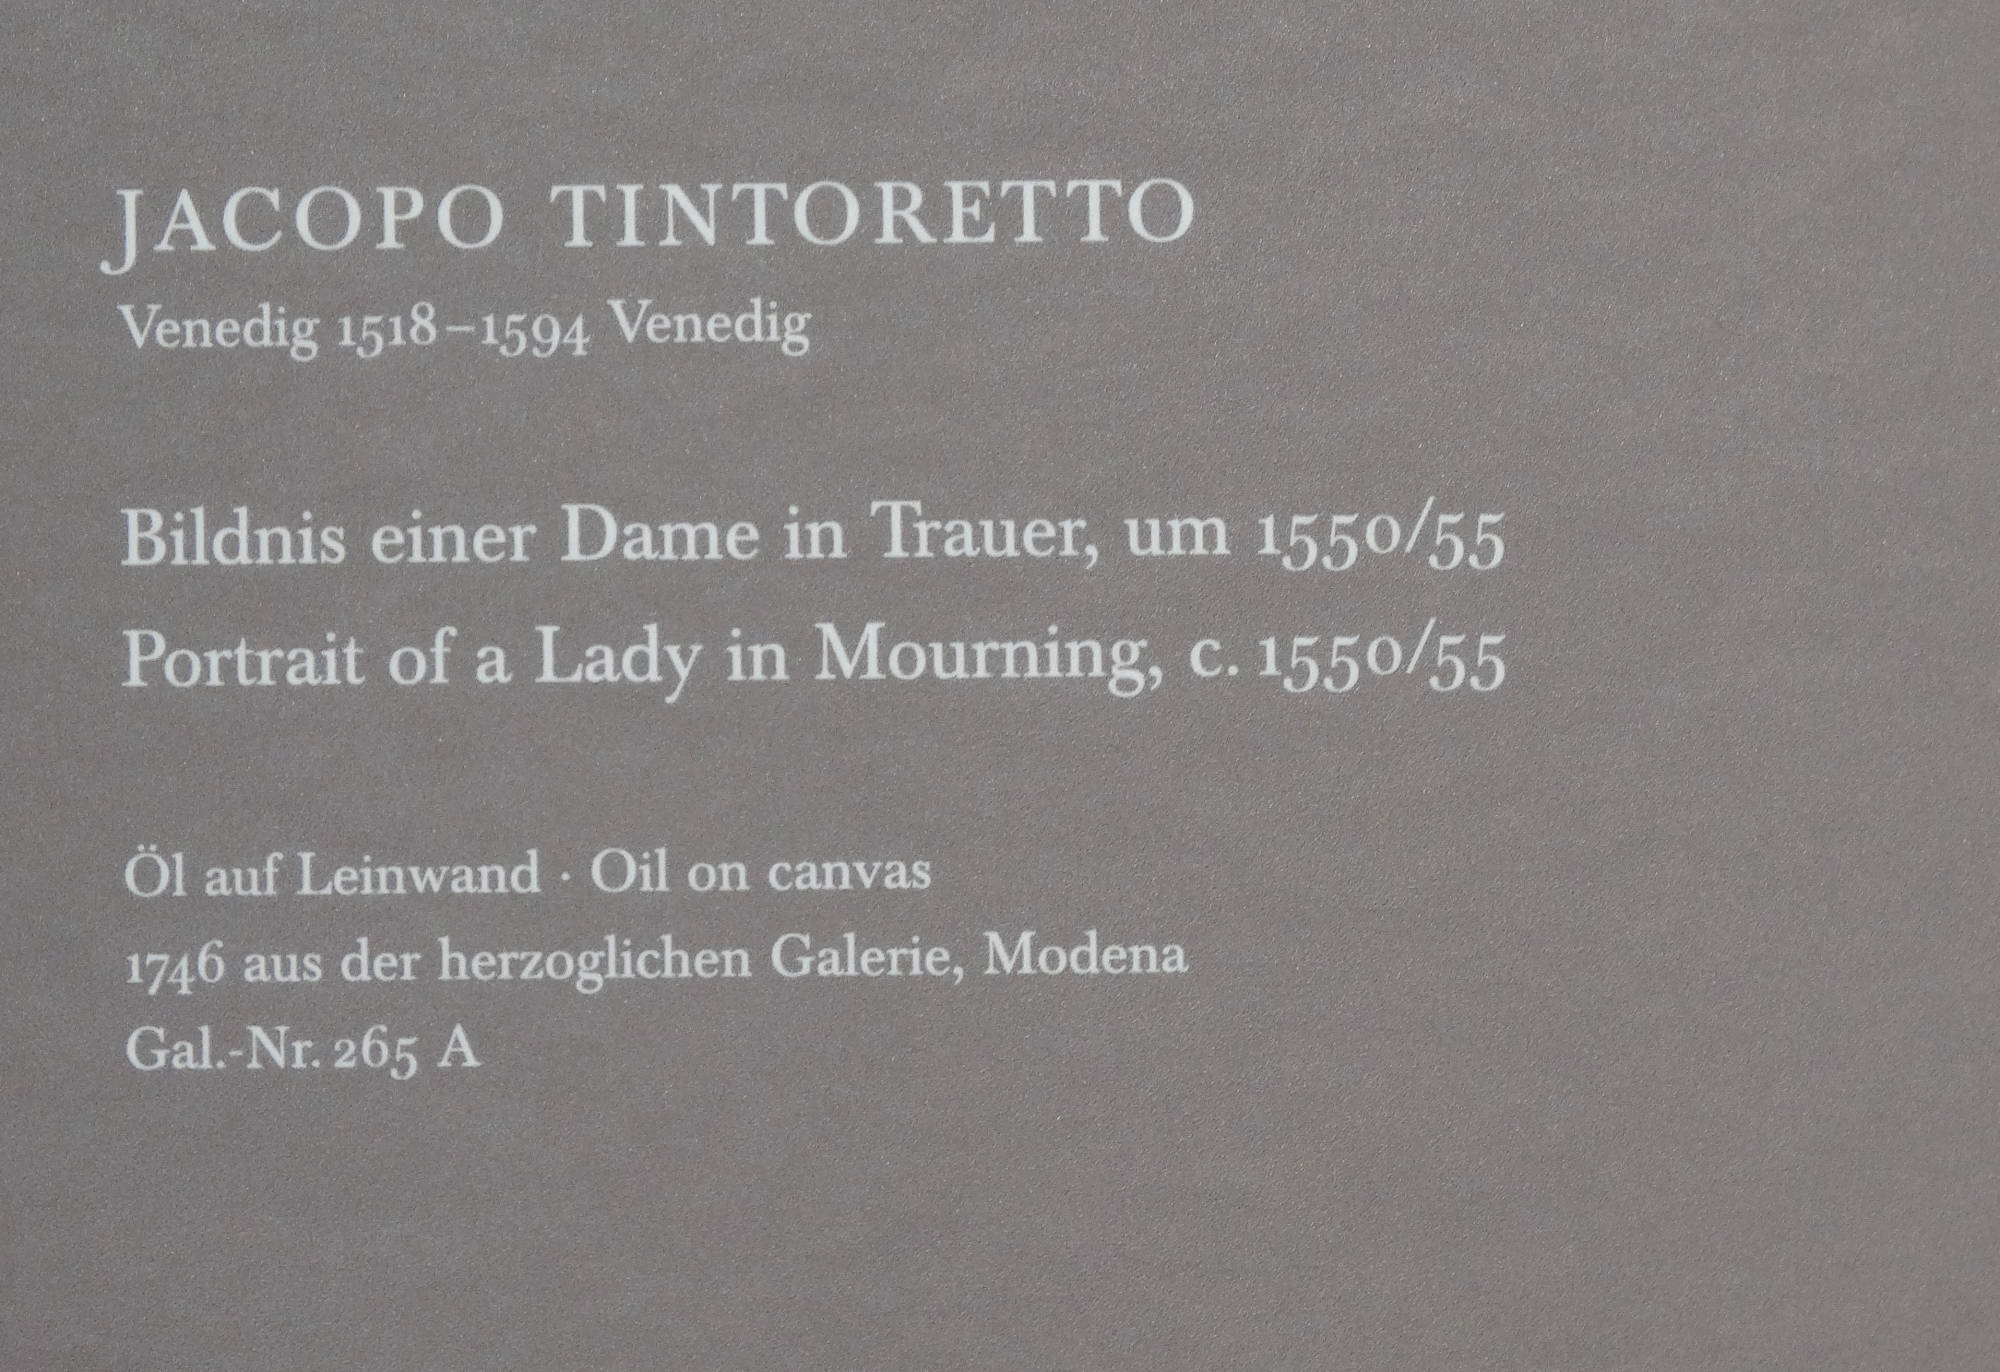 JACOPO TINTORETTO
Venedig 1518–1594 Venedig
Bildnis einer Dame in Trauer, um 1550/55
Portrait of a Lady in Mourning, c. 1550/55
Öl auf Leinwand · Oil on canvas
1746 aus der herzoglichen Galerie, Modena
Gal.-Nr. 265 A